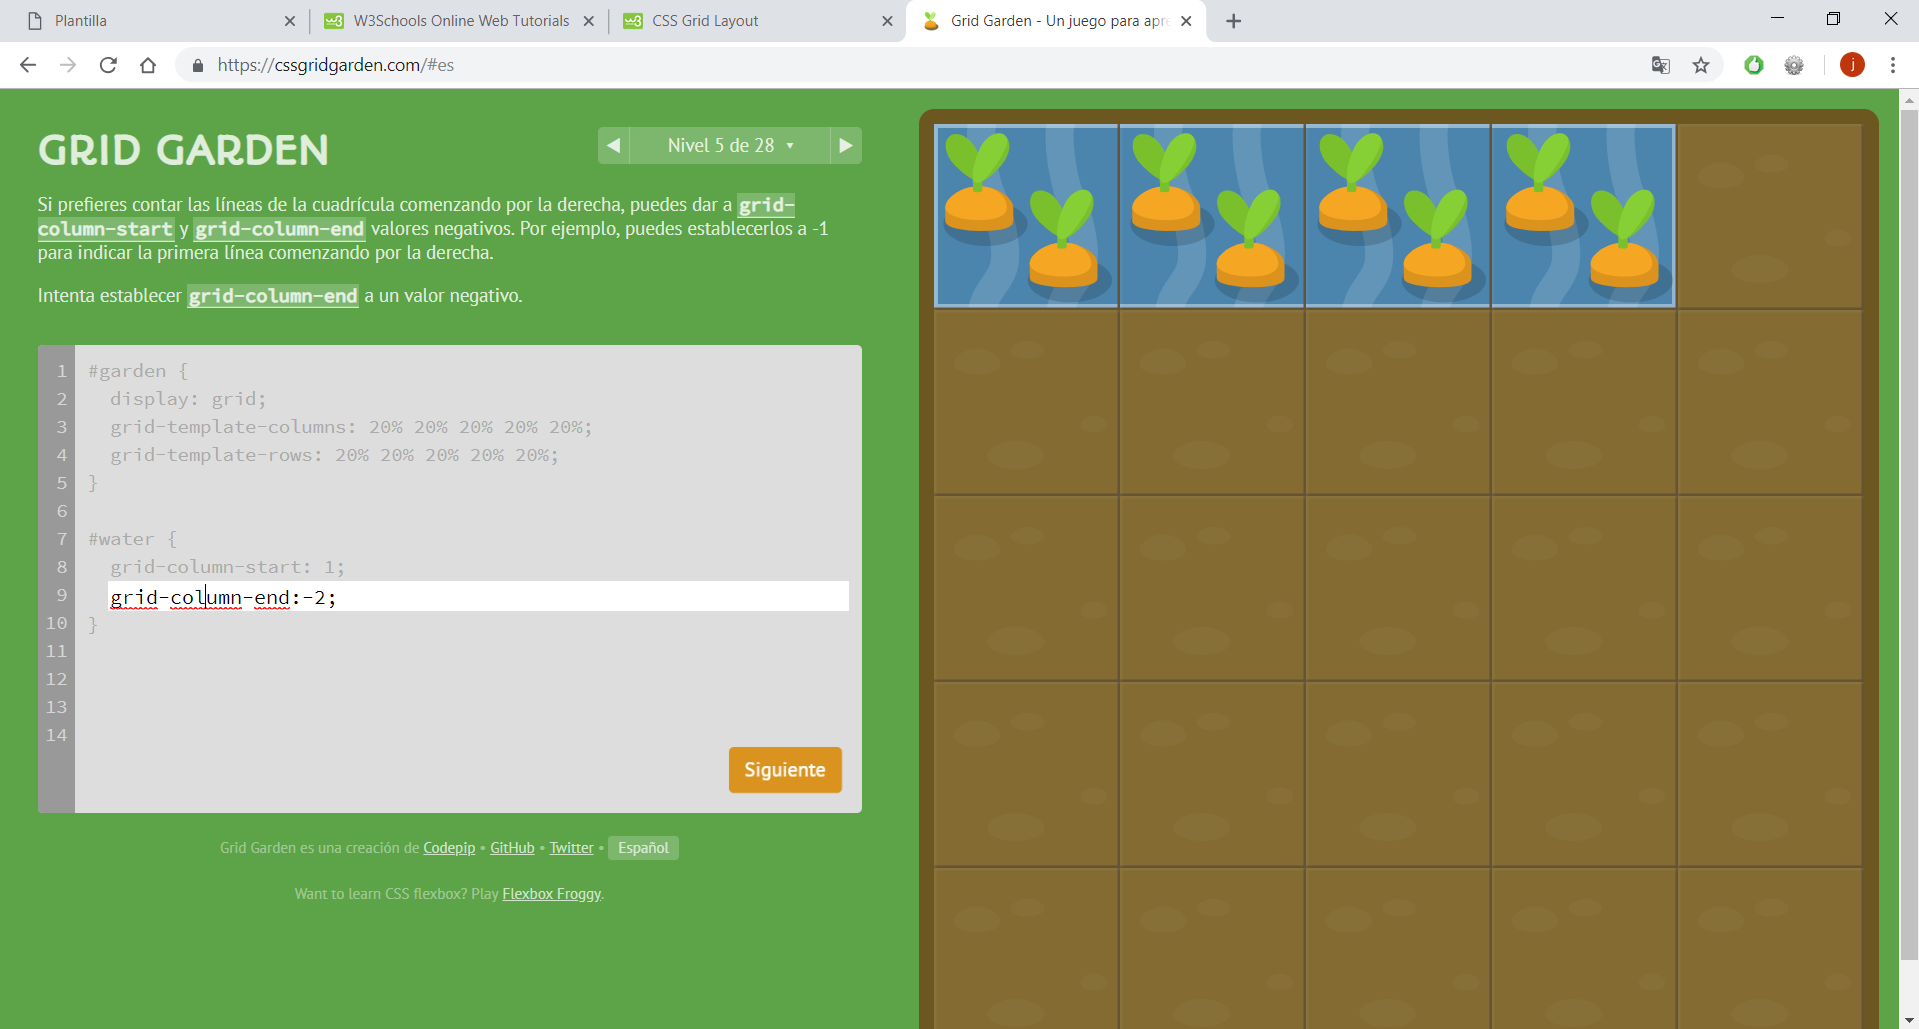 Plantilla
W3Schools Online Web Tutorials
CSS Grid Layout
Grid Garden - Un juego para apre
https://cssgridgarden.com/#es
j
GRID GARDEN
Nivel 5 de 28
Si prefieres contar las líneas de la cuadrícula comenzando por la derecha, puedes dar a grid-
column-start y grid-column-end valores negativos. Por ejemplo, puedes establecerlos a -1
para indicar la primera línea comenzando por la derecha.
Intenta establecer grid-column-end a un valor negativo.
1 #garden {
2 display: grid;
3 grid-template-columns: 20% 20% 20% 20% 20%;
4 grid-template-rows: 20% 20% 20% 20% 20%;
5 }
6
7 #water {
8 grid-column-start: 1;
9 grid-column-end:-2;
10 }
11
12
13
14
Siguiente
Grid Garden es una creación de Codepip • GitHub • Twitter • Español
Want to learn CSS flexbox? Play Flexbox Froggy.